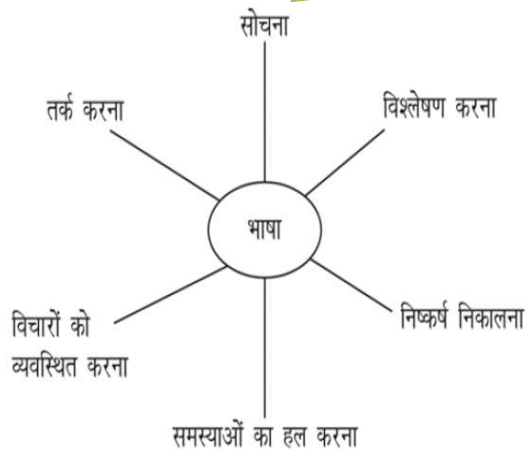 सोचना
तर्क करना
विश्लेषण करना
भाषा
विचारों को
व्यवस्थित करना
निष्कर्ष निकालना
समस्याओं का हल करना